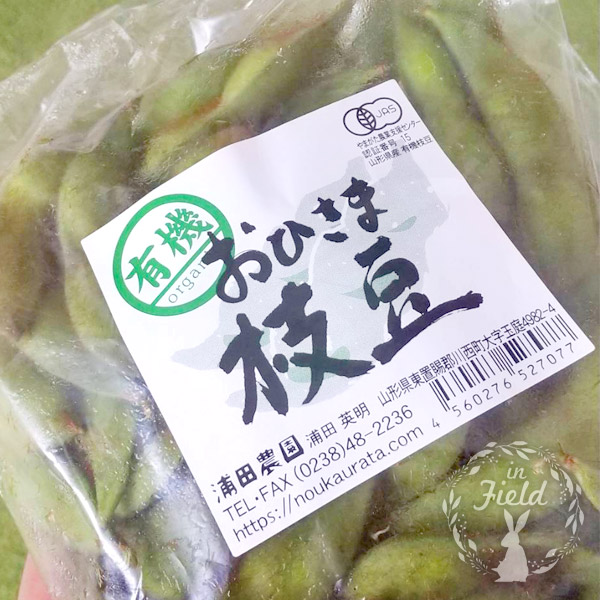 JAS
やまがた農業支援センター
認証番号 15
山形県産 有機枝豆
有機
organ
おひさま
枝豆
浦田農園 浦田 英明 山形県東置賜郡川西町大字玉庭4982-4
TEL・FAX (0238)48-2236
https://noukaurata.com
4 560276 527077
in
Field